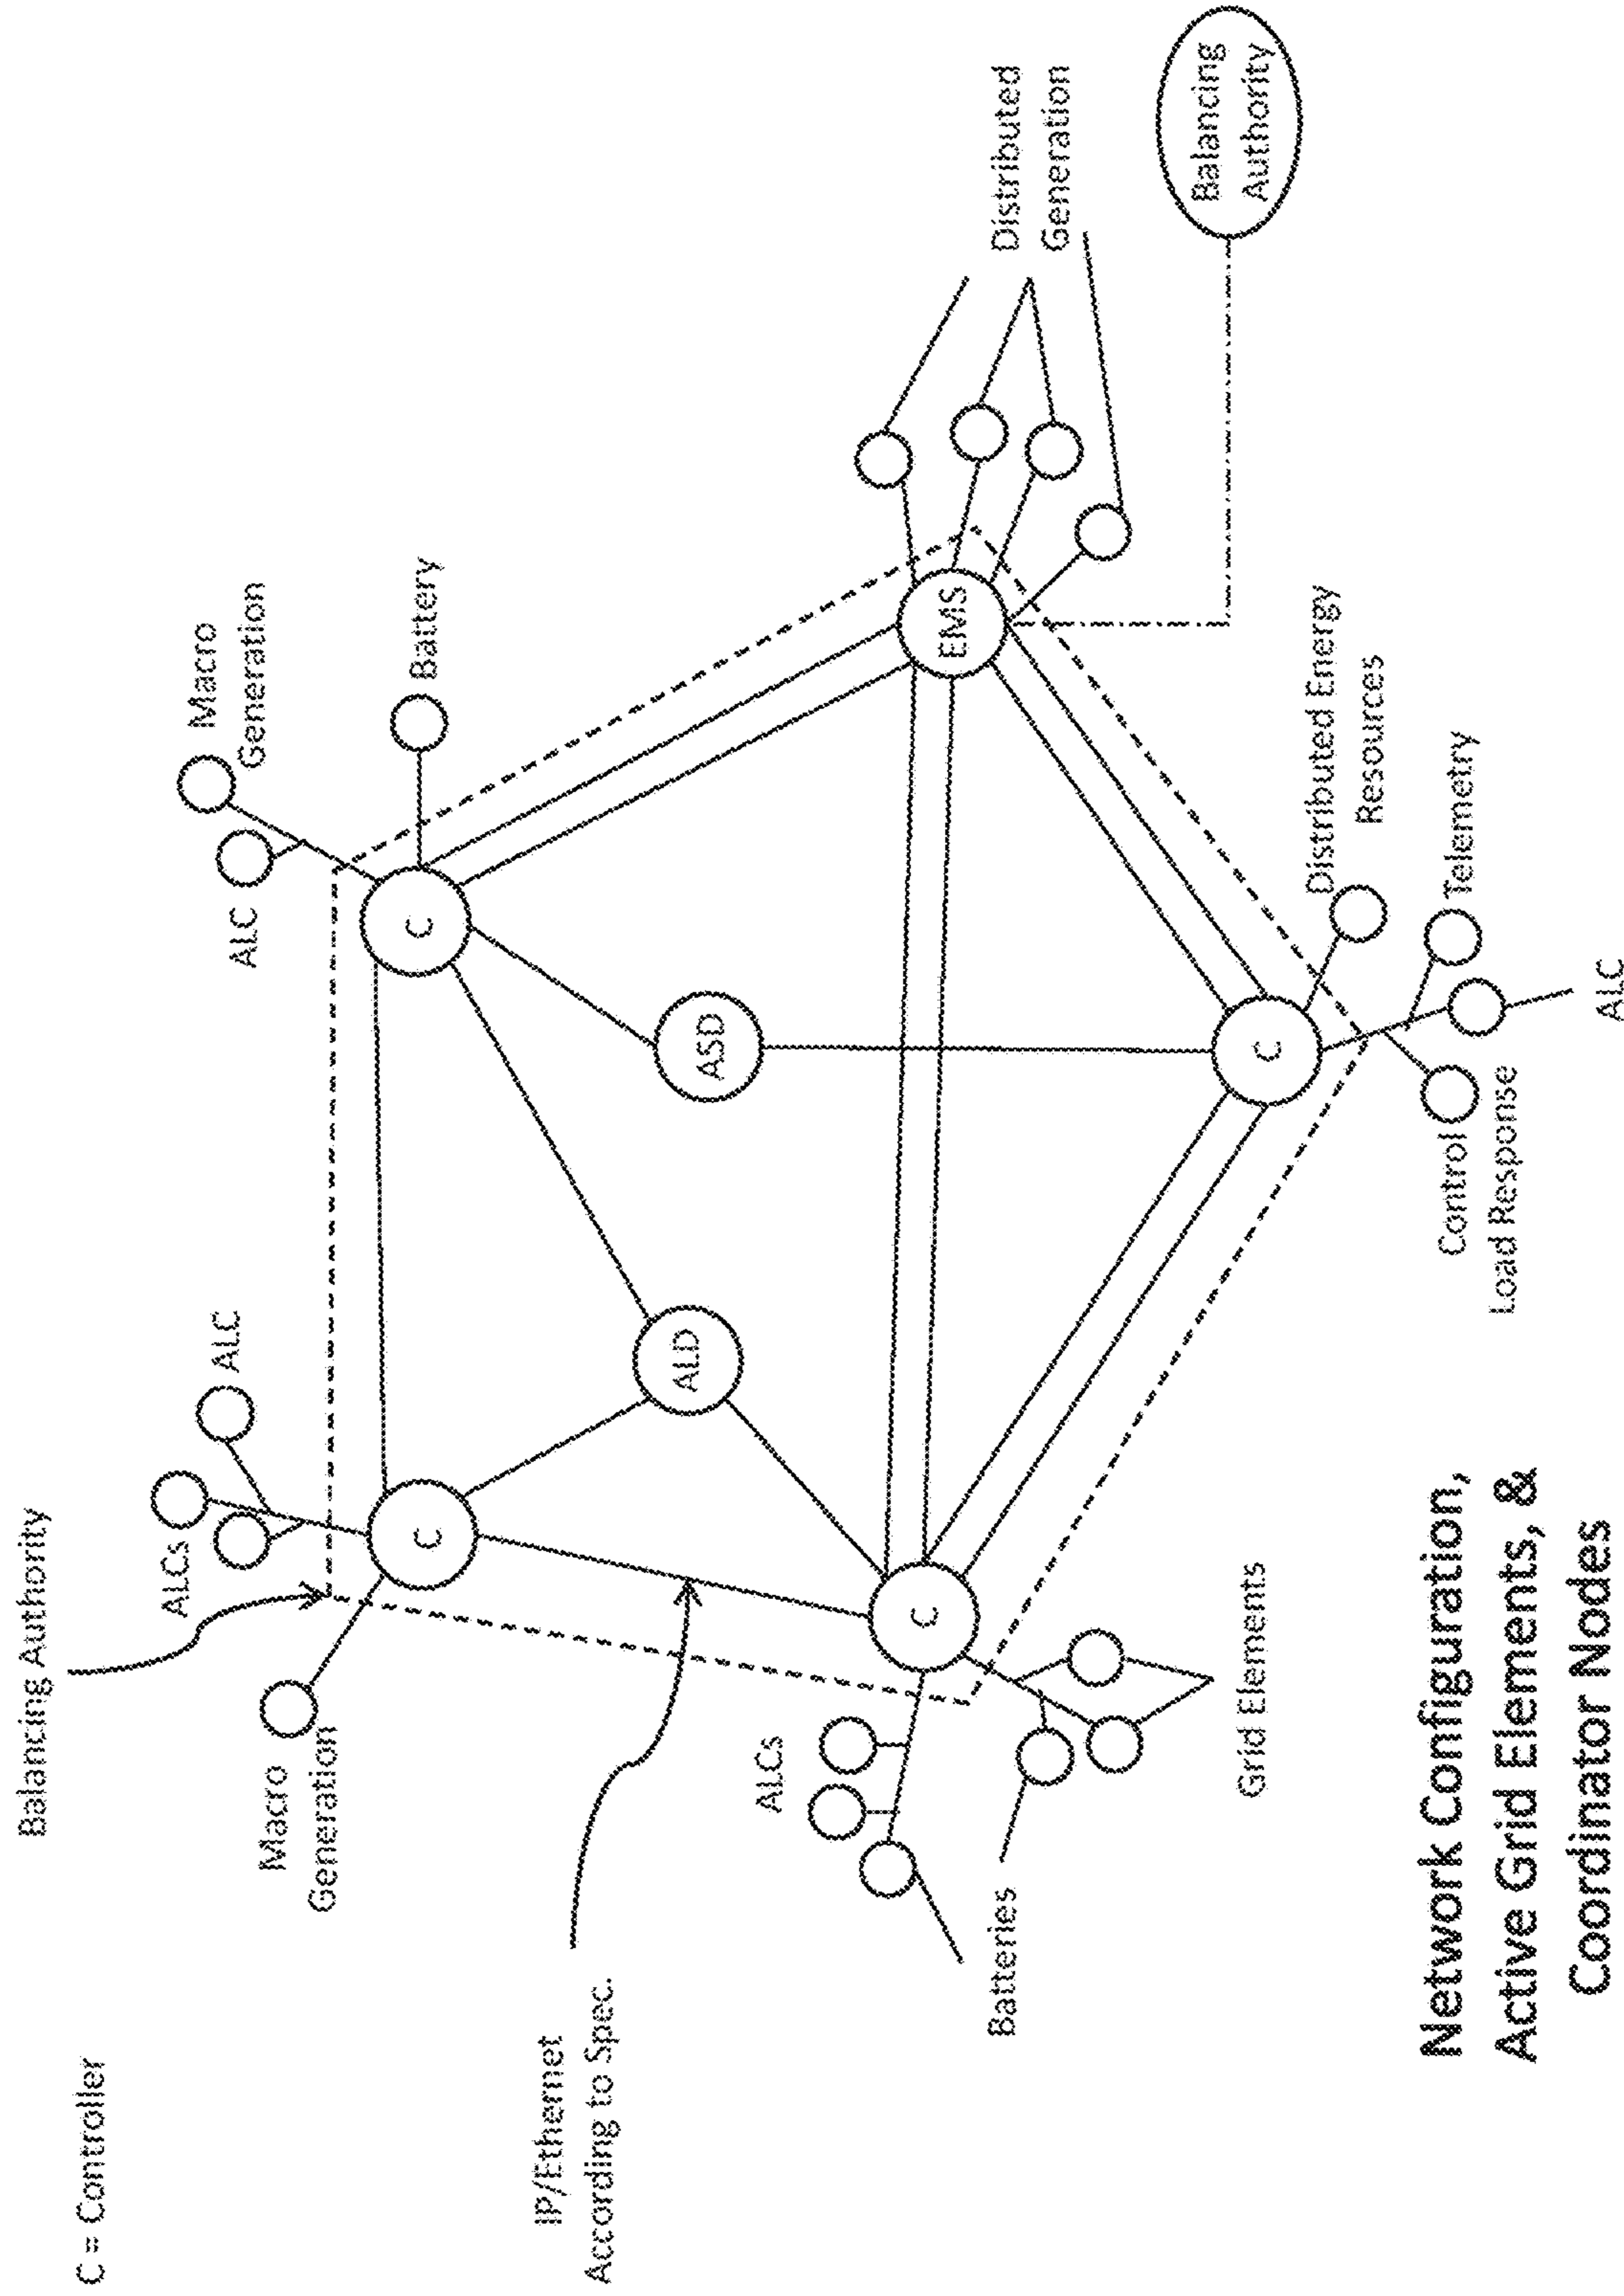 C = Controller
Balancing Authority
IP/Ethernet
According to Spec.
Macro
Generation
ALCs
ALC
C
ALC
Macro
Generation
C
Battery
ALD
ASD
ALCs
Batteries
C
EMS
Distributed
Generation
Grid Elements
C
Distributed Energy
Resources
Telemetry
Control
Load Response
ALC
Balancing
Authority
Network Configuration,
Active Grid Elements, &
Coordinator Nodes